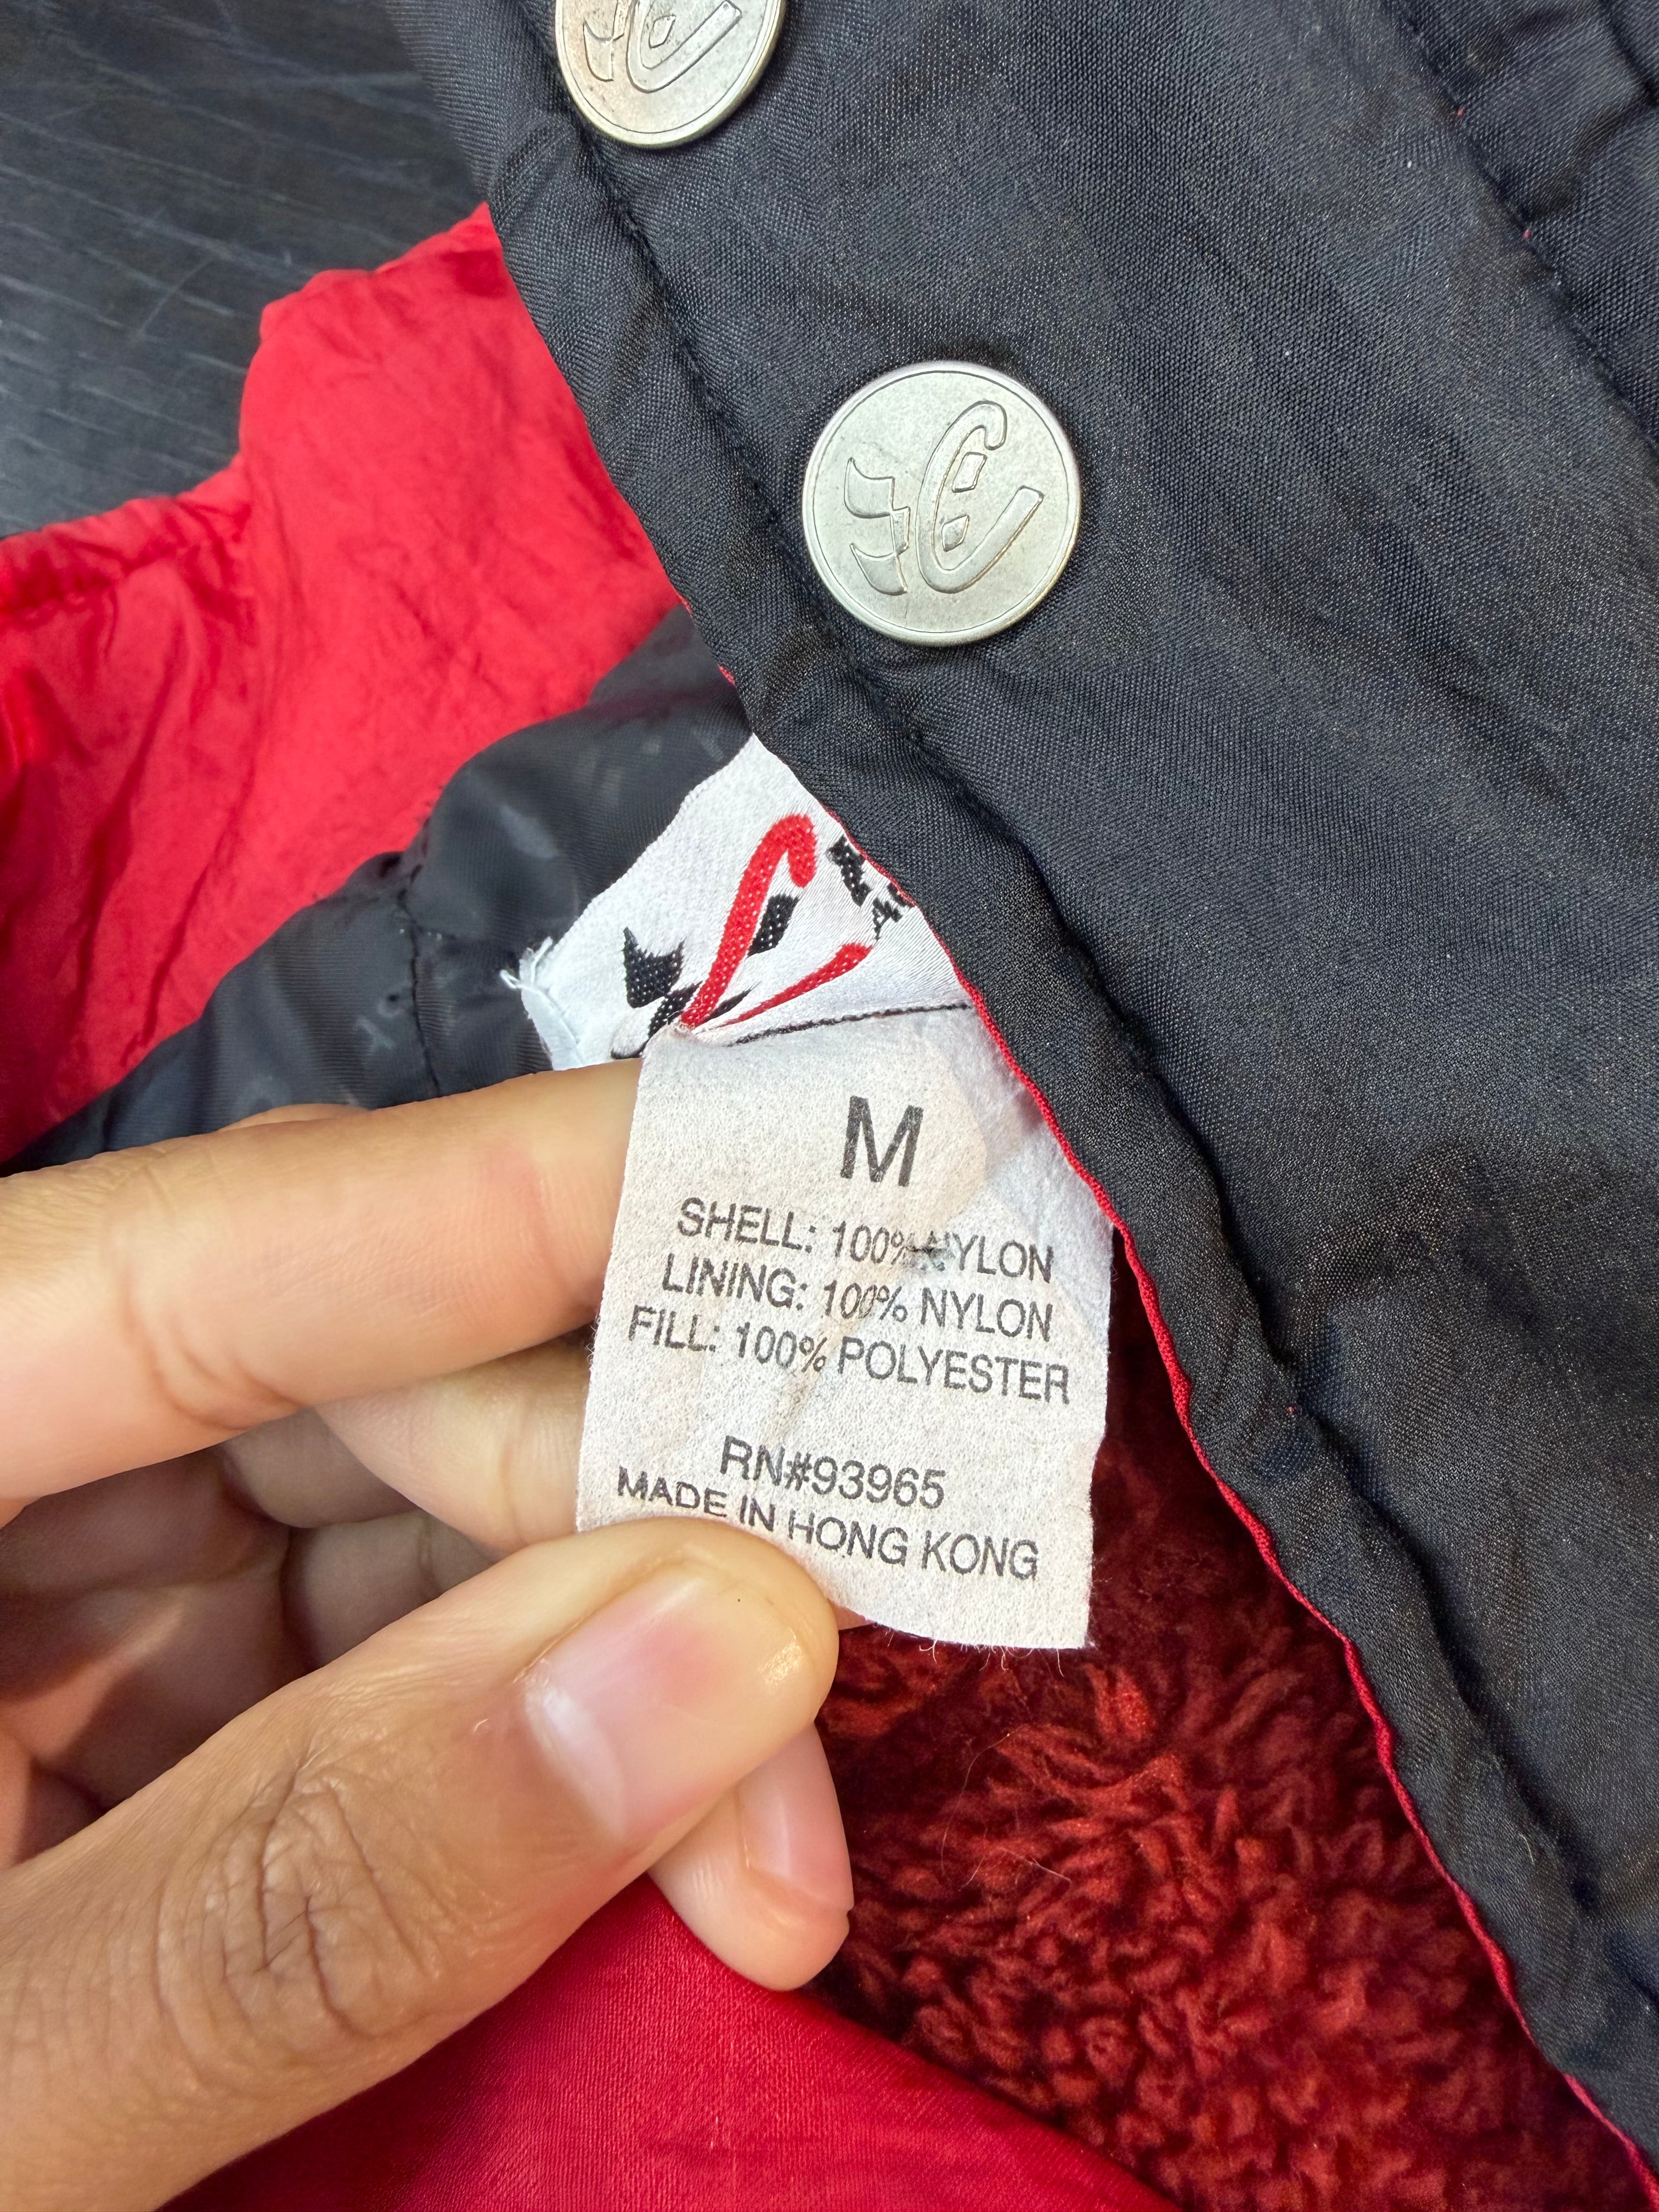 M
SHELL: 100% NYLON
LINING: 100% NYLON
FILL: 100% POLYESTER
RN#93965
MADE IN HONG KONG